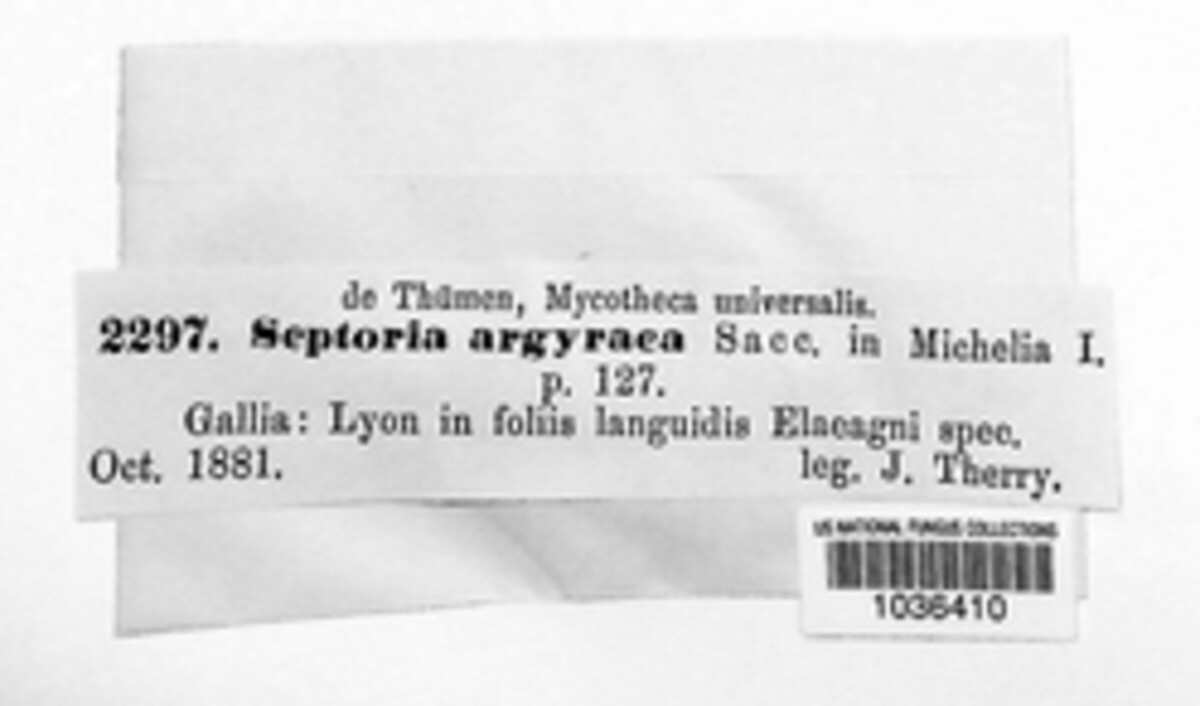 de Thümen, Mycotheca universalis.
2297. Septoria argyraea Sacc. in Michelia I.
p. 127.
Gallia: Lyon in foliis languidis Elaeagni spec.
Oct. 1881. leg. J. Therry.
US NATIONAL FUNGUS COLLECTIONS
1036410